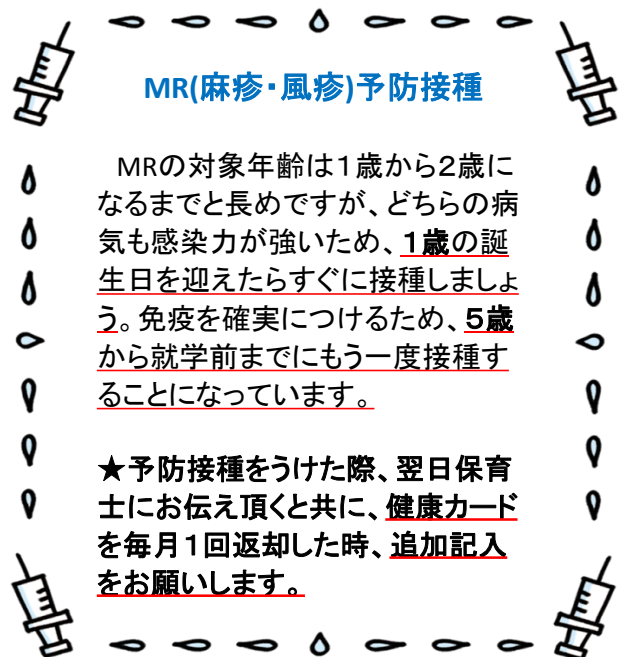 MR(麻疹・風疹)予防接種
MRの対象年齢は1歳から2歳に
なるまでと長めですが、どちらの病
気も感染力が強いため、1歳の誕
生日を迎えたらすぐに接種しましょ
う。免疫を確実につけるため、5歳
から就学前までにもう一度接種す
ることになっています。
★予防接種をうけた際、翌日保育
士にお伝え頂くと共に、健康カード
を毎月1回返却した時、追加記入
をお願いします。